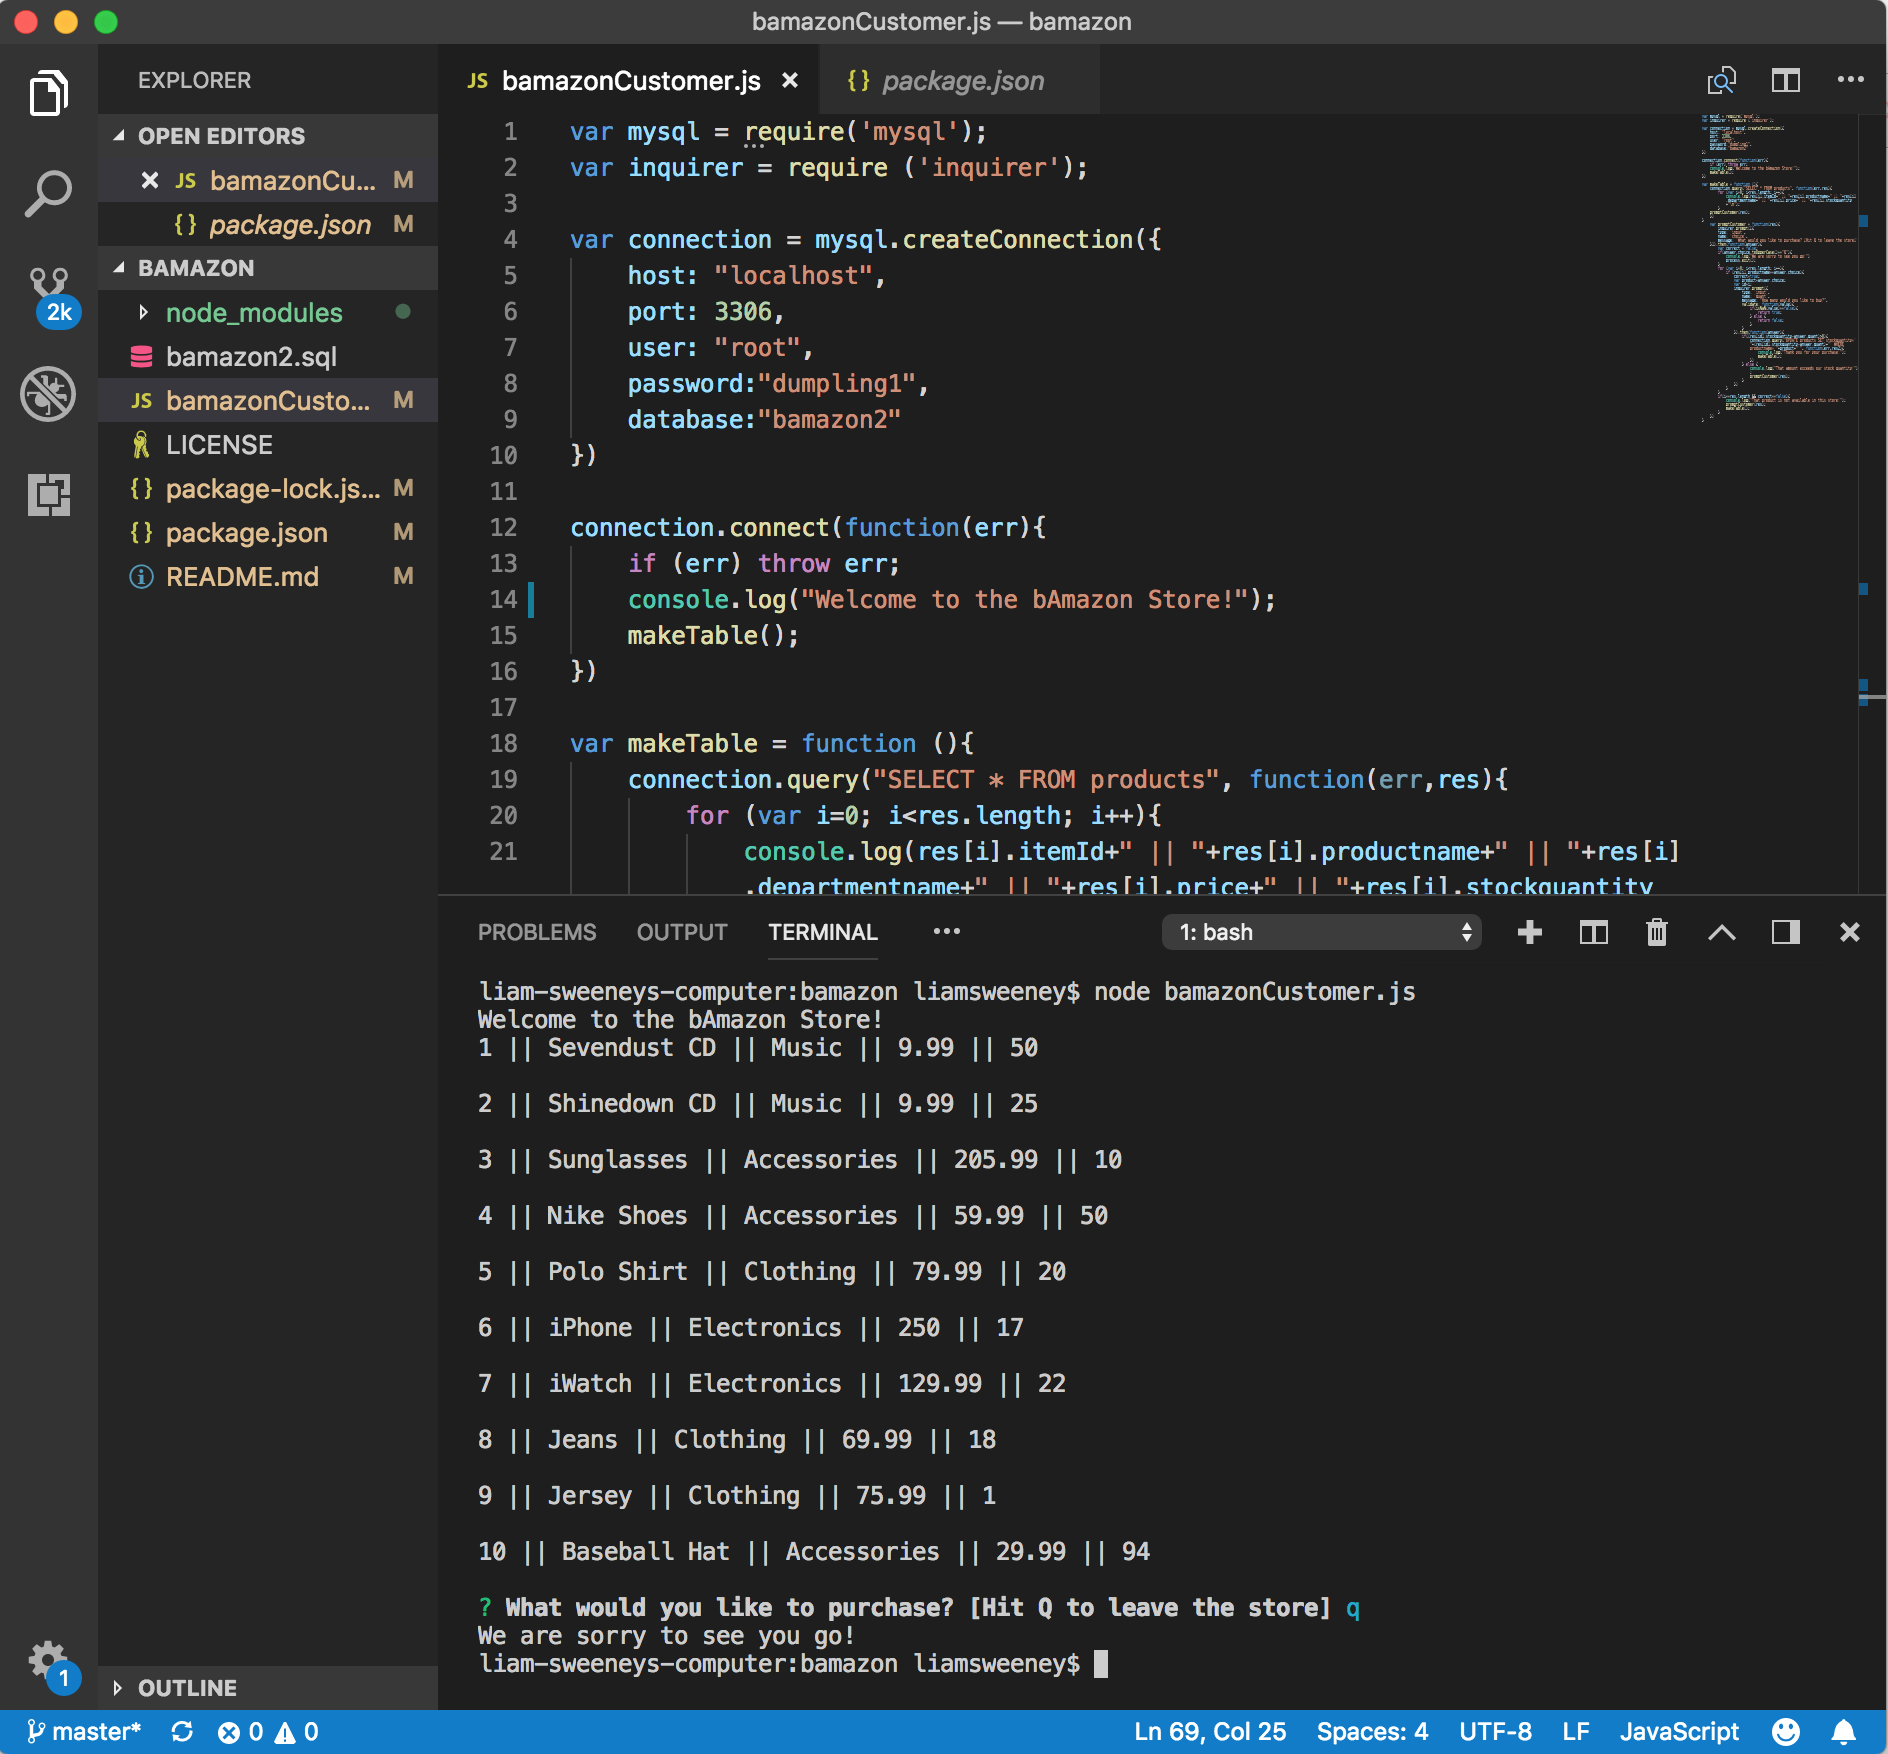 bamazonCustomer.js — bamazon
EXPLORER
OPEN EDITORS
JS bamazonCu... M
{} package.json M
BAMAZON
node_modules
bamazon2.sql
JS bamazonCusto... M
LICENSE
{} package-lock.js... M
{} package.json M
README.md M
2k
1
OUTLINE
JS bamazonCustomer.js
{} package.json
1 var mysql = require('mysql');
2 var inquirer = require ('inquirer');
3
4 var connection = mysql.createConnection({
5 host: "localhost",
6 port: 3306,
7 user: "root",
8 password:"dumpling1",
9 database:"bamazon2"
10 })
11
12 connection.connect(function(err){
13 if (err) throw err;
14 console.log("Welcome to the bAmazon Store!");
15 makeTable();
16 })
17
18 var makeTable = function (){
19 connection.query("SELECT * FROM products", function(err,res){
20 for (var i=0; i<res.length; i++){
21 console.log(res[i].itemId+" || "+res[i].productname+" || "+res[i]
.departmentname+" || "+res[i].price+" || "+res[i].stockquantity
PROBLEMS OUTPUT TERMINAL ••• 1: bash
liam-sweeneys-computer:bamazon liamsweeney$ node bamazonCustomer.js
Welcome to the bAmazon Store!
1 || Sevendust CD || Music || 9.99 || 50
2 || Shinedown CD || Music || 9.99 || 25
3 || Sunglasses || Accessories || 205.99 || 10
4 || Nike Shoes || Accessories || 59.99 || 50
5 || Polo Shirt || Clothing || 79.99 || 20
6 || iPhone || Electronics || 250 || 17
7 || iWatch || Electronics || 129.99 || 22
8 || Jeans || Clothing || 69.99 || 18
9 || Jersey || Clothing || 75.99 || 1
10 || Baseball Hat || Accessories || 29.99 || 94
? What would you like to purchase? [Hit Q to leave the store] q
We are sorry to see you go!
liam-sweeneys-computer:bamazon liamsweeney$
master* 0 0 Ln 69, Col 25 Spaces: 4 UTF-8 LF JavaScript